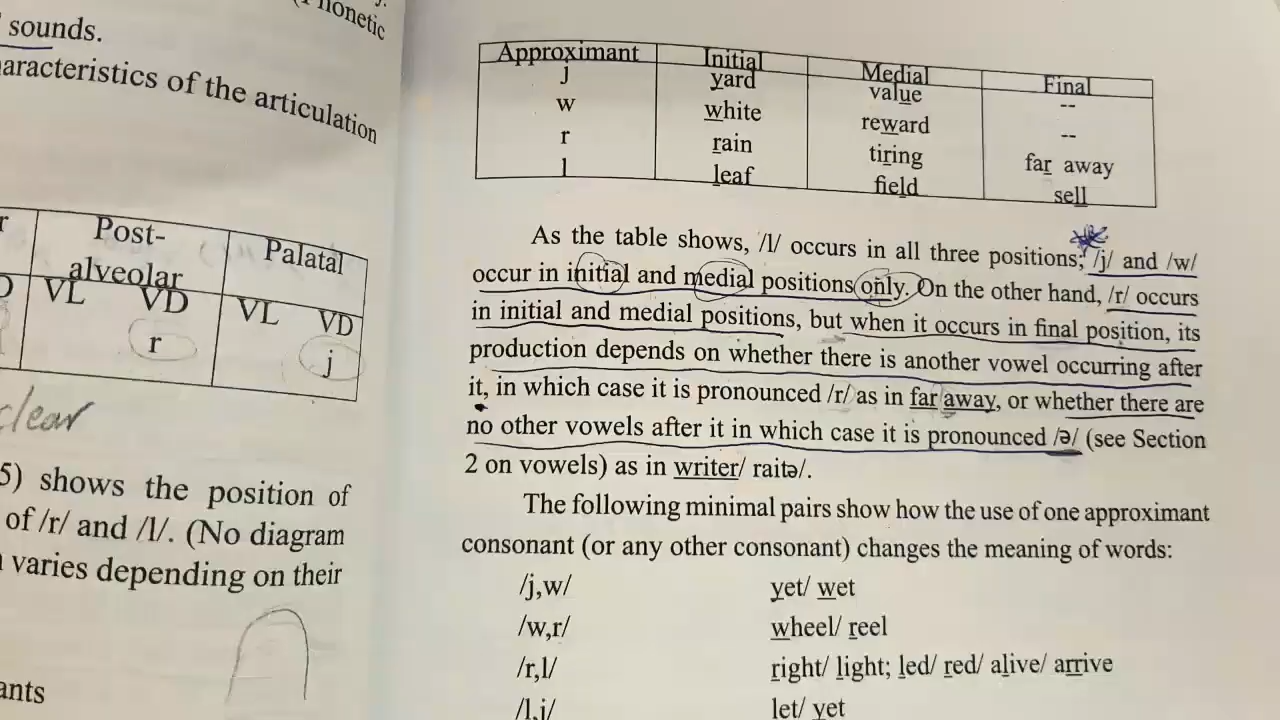 honetic
sounds.
aracteristics of the articulation
Post-
alveolar
Palatal
VL VD VL VD
r
j
clear
5) shows the position of
of /r/ and /l/. (No diagram
varies depending on their
ants
Approximant Initial Medial Final
j yard value --
w white reward --
r rain tiring far away
l leaf field sell
As the table shows, /l/ occurs in all three positions; /j/ and /w/
occur in initial and medial positions only. On the other hand, /r/ occurs
in initial and medial positions, but when it occurs in final position, its
production depends on whether there is another vowel occurring after
it, in which case it is pronounced /r/ as in far away, or whether there are
no other vowels after it in which case it is pronounced /ə/ (see Section
2 on vowels) as in writer/ raitə/.
The following minimal pairs show how the use of one approximant
consonant (or any other consonant) changes the meaning of words:
/j,w/ yet/ wet
/w,r/ wheel/ reel
/r,l/ right/ light; led/ red/ alive/ arrive
/l,j/ let/ yet